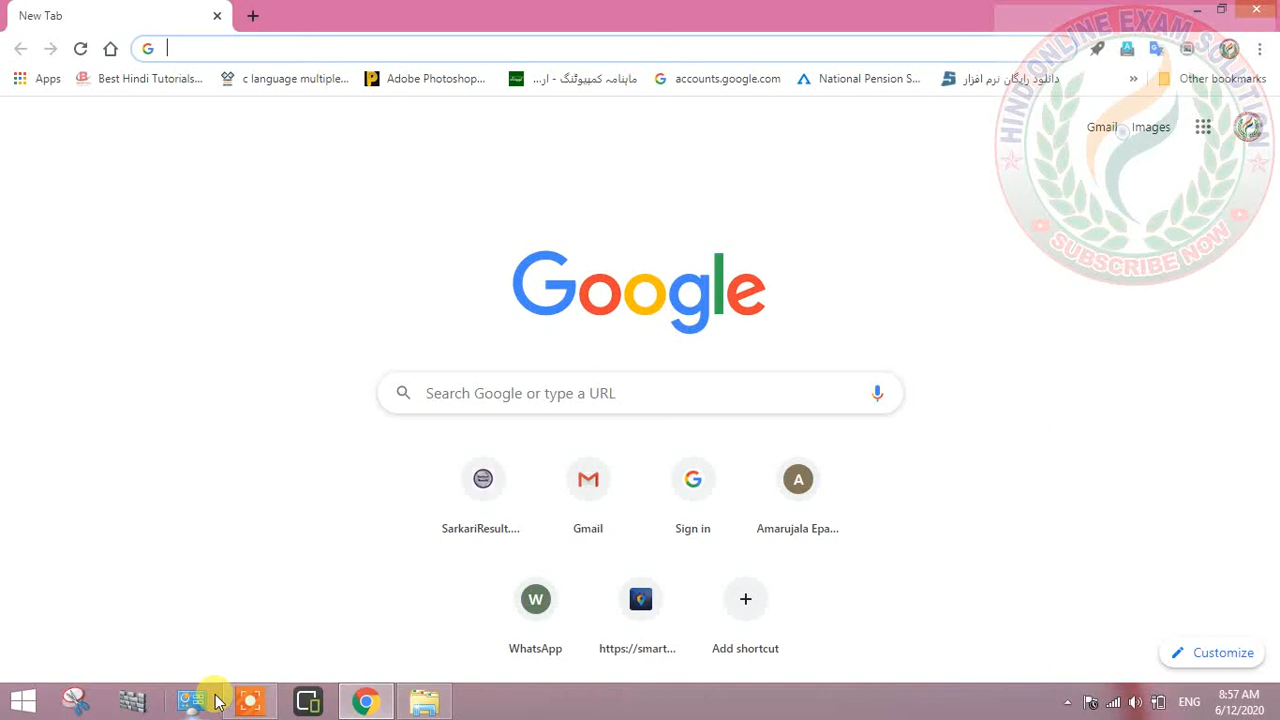 New Tab
Apps
Best Hindi Tutorials...
c language multiple...
Adobe Photoshop...
ماہنامہ کمپیوٹنگ - ار...
accounts.google.com
National Pension S...
دانلود رایگان نرم افزار
»
Other bookmarks
Gmail
Images
HINDI ONLINE EXAM SOLUTION
SUBSCRIBE NOW
Google
Search Google or type a URL
SarkariResult....
Gmail
Sign in
A
Amarujala Epa...
W
WhatsApp
https://smart...
Add shortcut
Customize
ENG
8:57 AM
6/12/2020